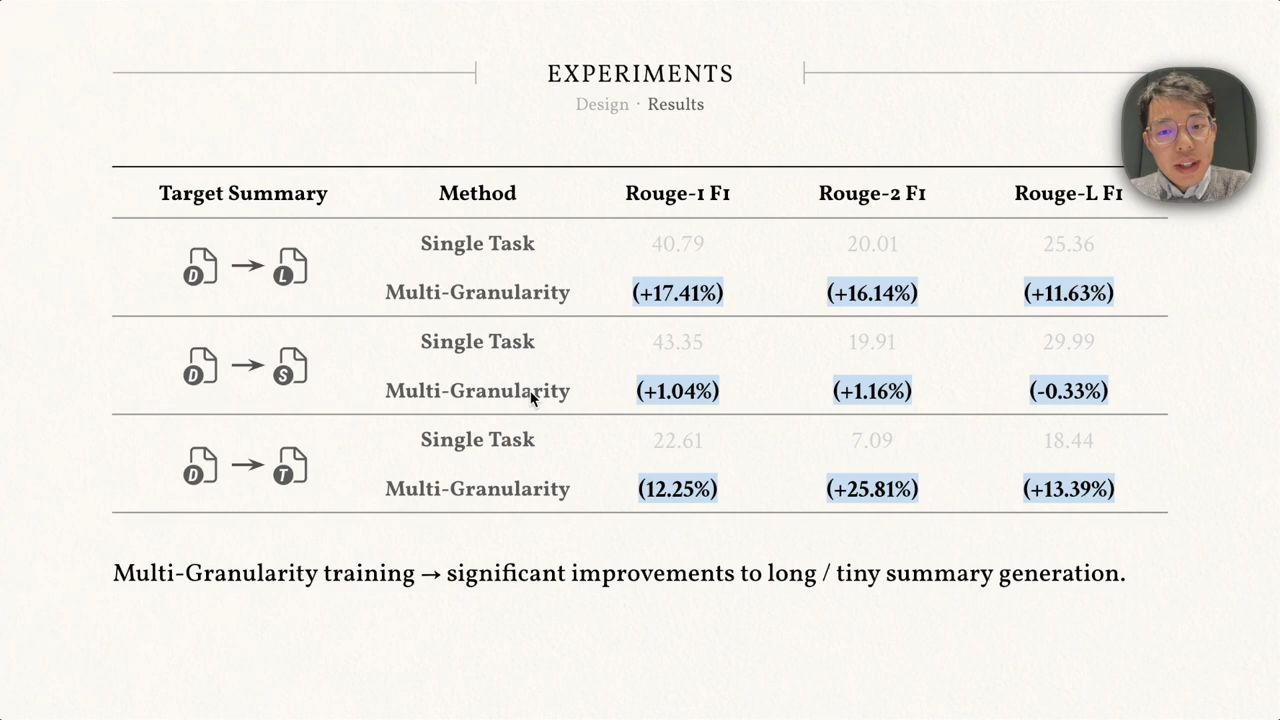 EXPERIMENTS
Design · Results
Target Summary Method Rouge-1 F1 Rouge-2 F1 Rouge-L F1
Single Task 40.79 20.01 25.36
D → L
Multi-Granularity (+17.41%) (+16.14%) (+11.63%)
Single Task 43.35 19.91 29.99
D → S
Multi-Granularity (+1.04%) (+1.16%) (-0.33%)
Single Task 22.61 7.09 18.44
D → T
Multi-Granularity (12.25%) (+25.81%) (+13.39%)
Multi-Granularity training → significant improvements to long / tiny summary generation.